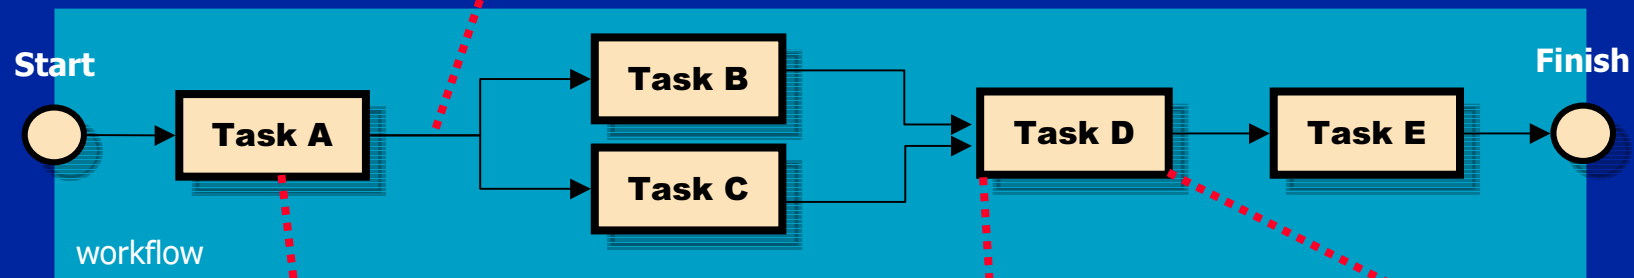 Start
Finish
Task A
Task B
Task C
Task D
Task E
workflow